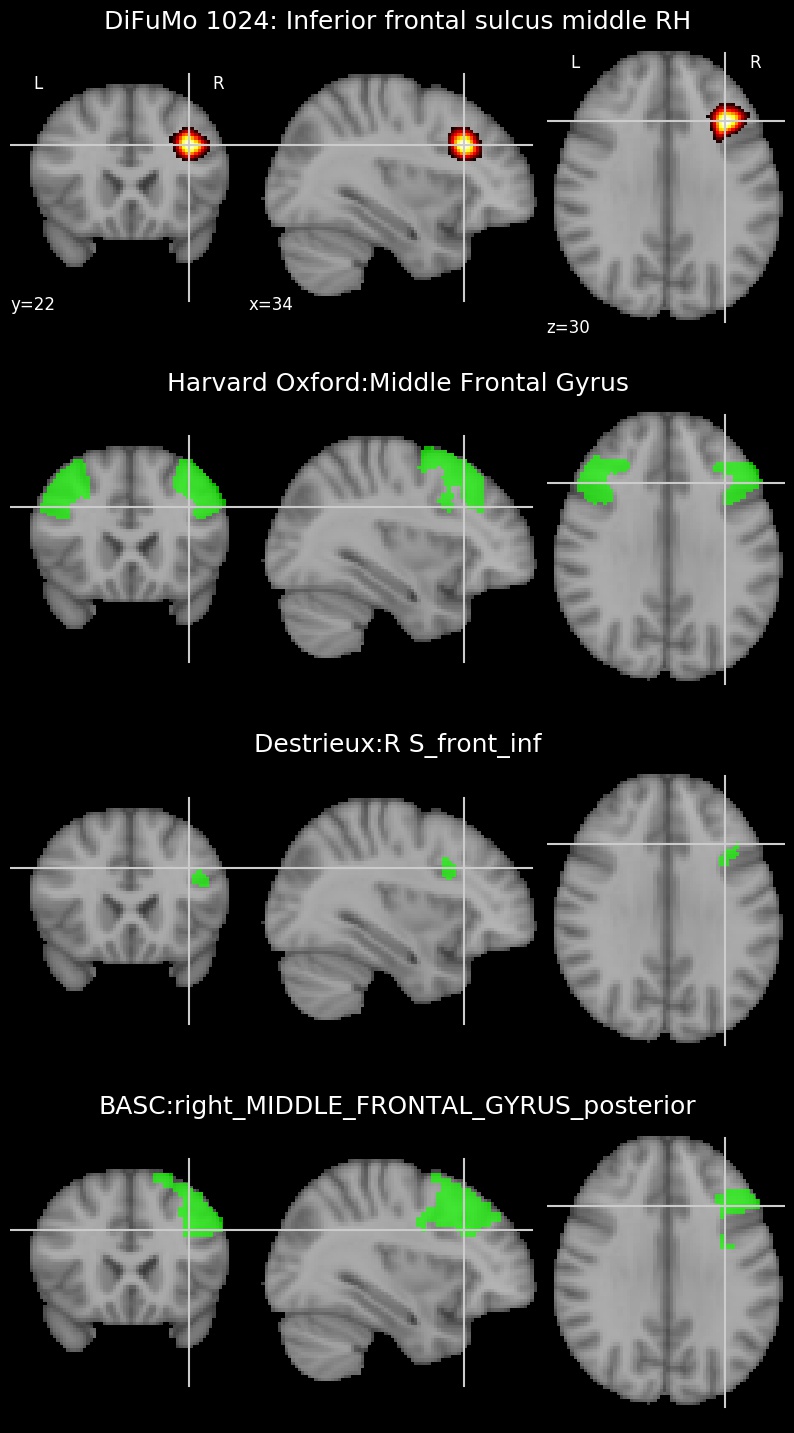 DiFuMo 1024: Inferior frontal sulcus middle RH
L R
L R
y=22
x=34
z=30
Harvard Oxford:Middle Frontal Gyrus
Destrieux:R S_front_inf
BASC:right_MIDDLE_FRONTAL_GYRUS_posterior